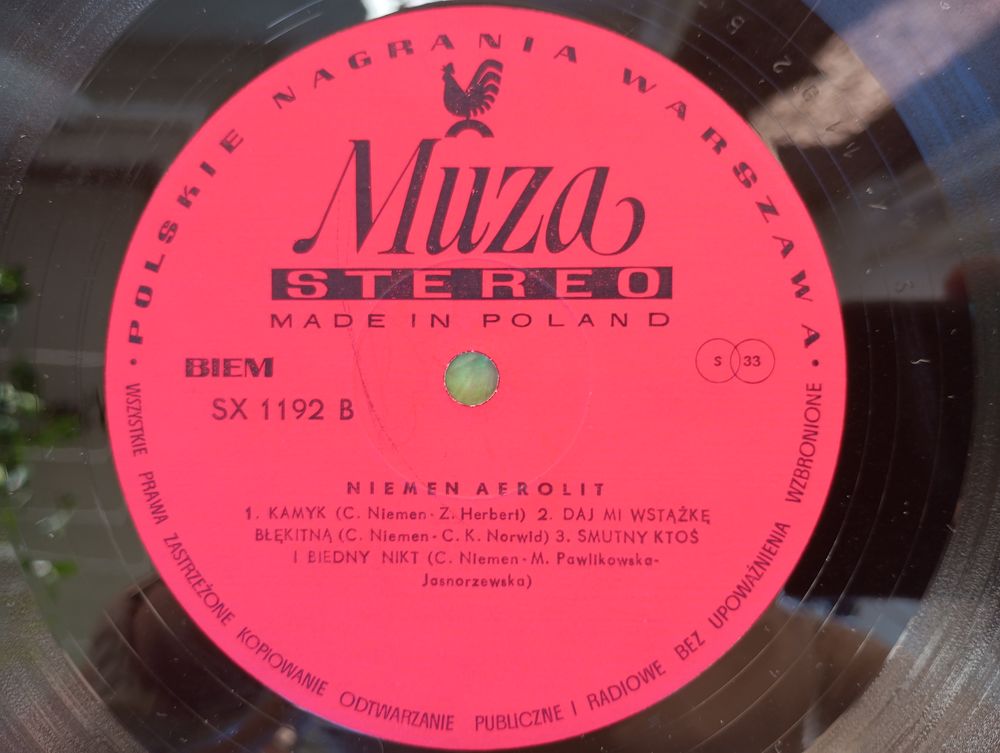 • POLSKIE NAGRANIA WARSZAWA •
Muza
STEREO
MADE IN POLAND
BIEM
S 33
SX 1192 B
NIEMEN AEROLIT
1. KAMYK (C. Niemen - Z. Herbert) 2. DAJ MI WSTĄŻKĘ
BŁĘKITNĄ (C. Niemen - C. K. Norwid) 3. SMUTNY KTOŚ
I BIEDNY NIKT (C. Niemen - M. Pawlikowska-
Jasnorzewska)
WSZYSTKIE PRAWA ZASTRZEŻONE KOPIOWANIE ODTWARZANIE PUBLICZNE I RADIOWE BEZ UPOWAŻNIENIA WZBRONIONE